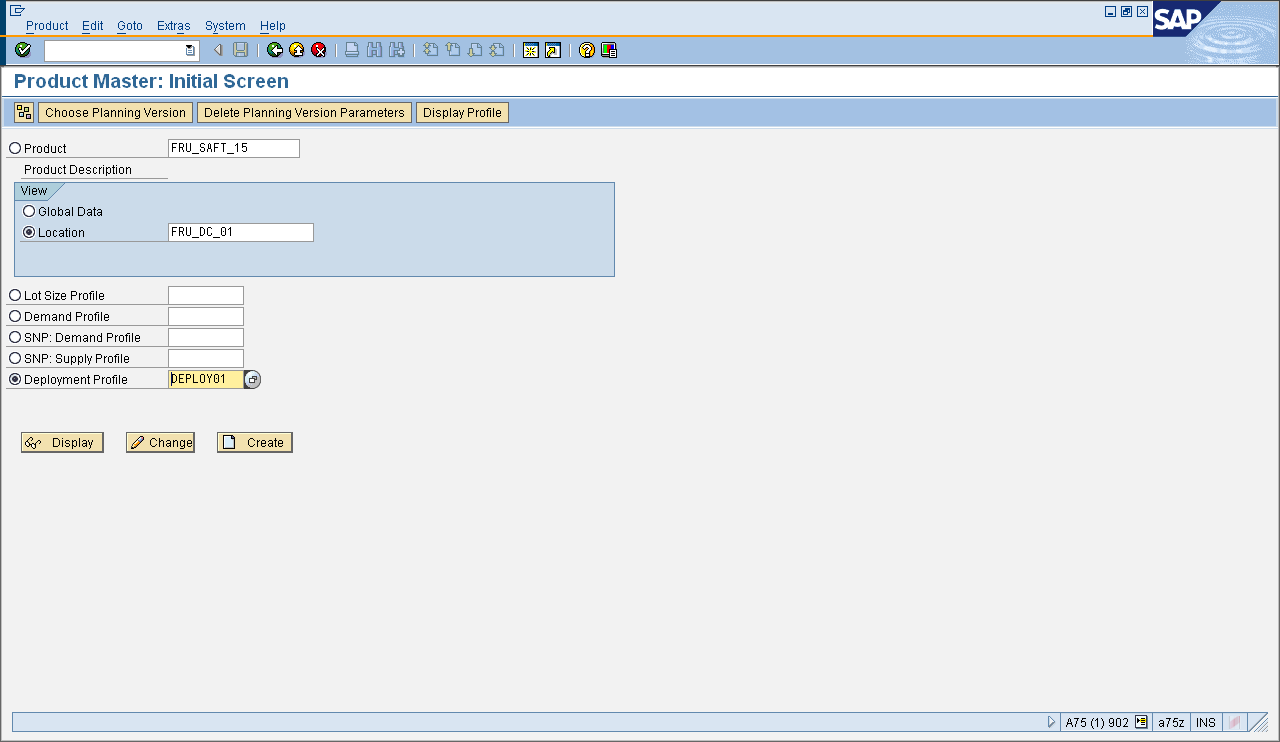 Product Edit Goto Extras System Help
SAP
Product Master: Initial Screen
Choose Planning Version Delete Planning Version Parameters Display Profile
Product FRU_SAFT_15
Product Description
View
Global Data
Location FRU_DC_01
Lot Size Profile
Demand Profile
SNP: Demand Profile
SNP: Supply Profile
Deployment Profile DEPLOY01
Display Change Create
A75 (1) 902 a75z INS